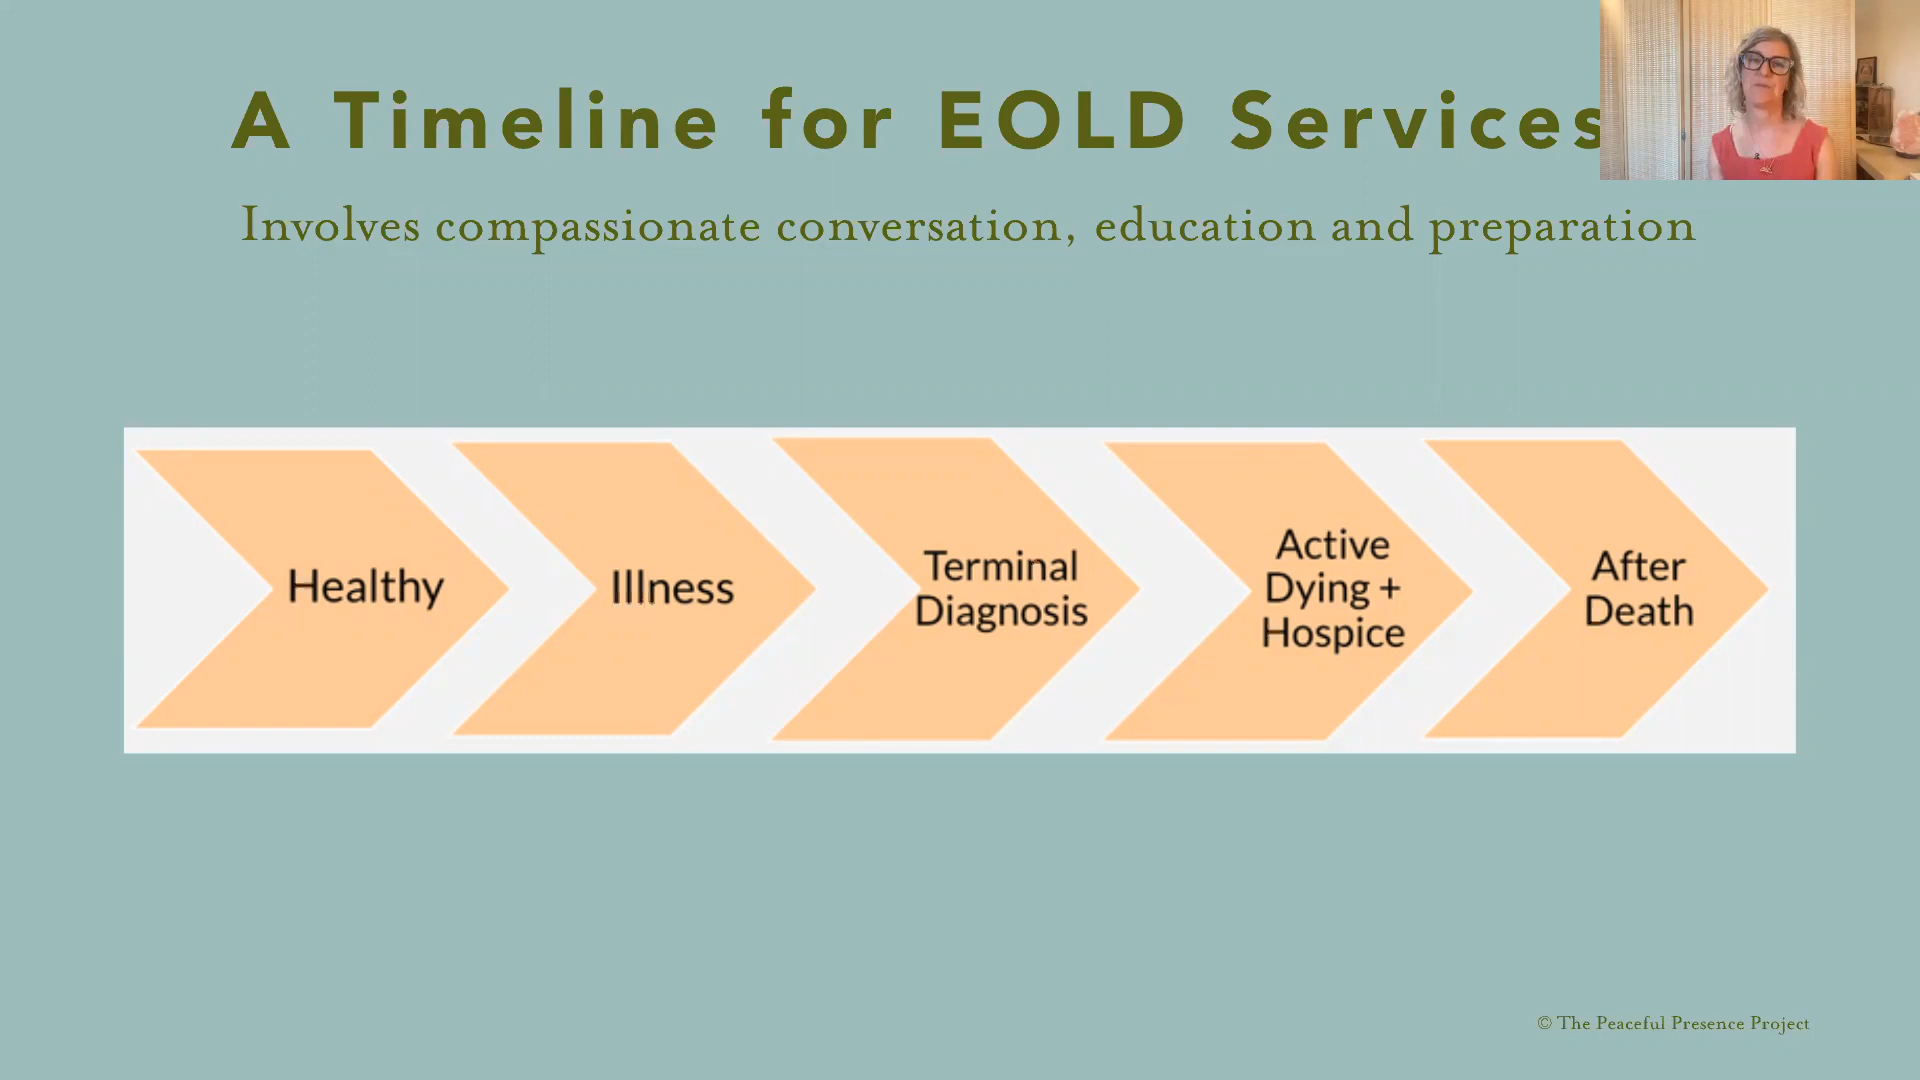 A Timeline for EOLD Services
Involves compassionate conversation, education and preparation
Healthy
Illness
Terminal
Diagnosis
Active
Dying +
Hospice
After
Death
© The Peaceful Presence Project